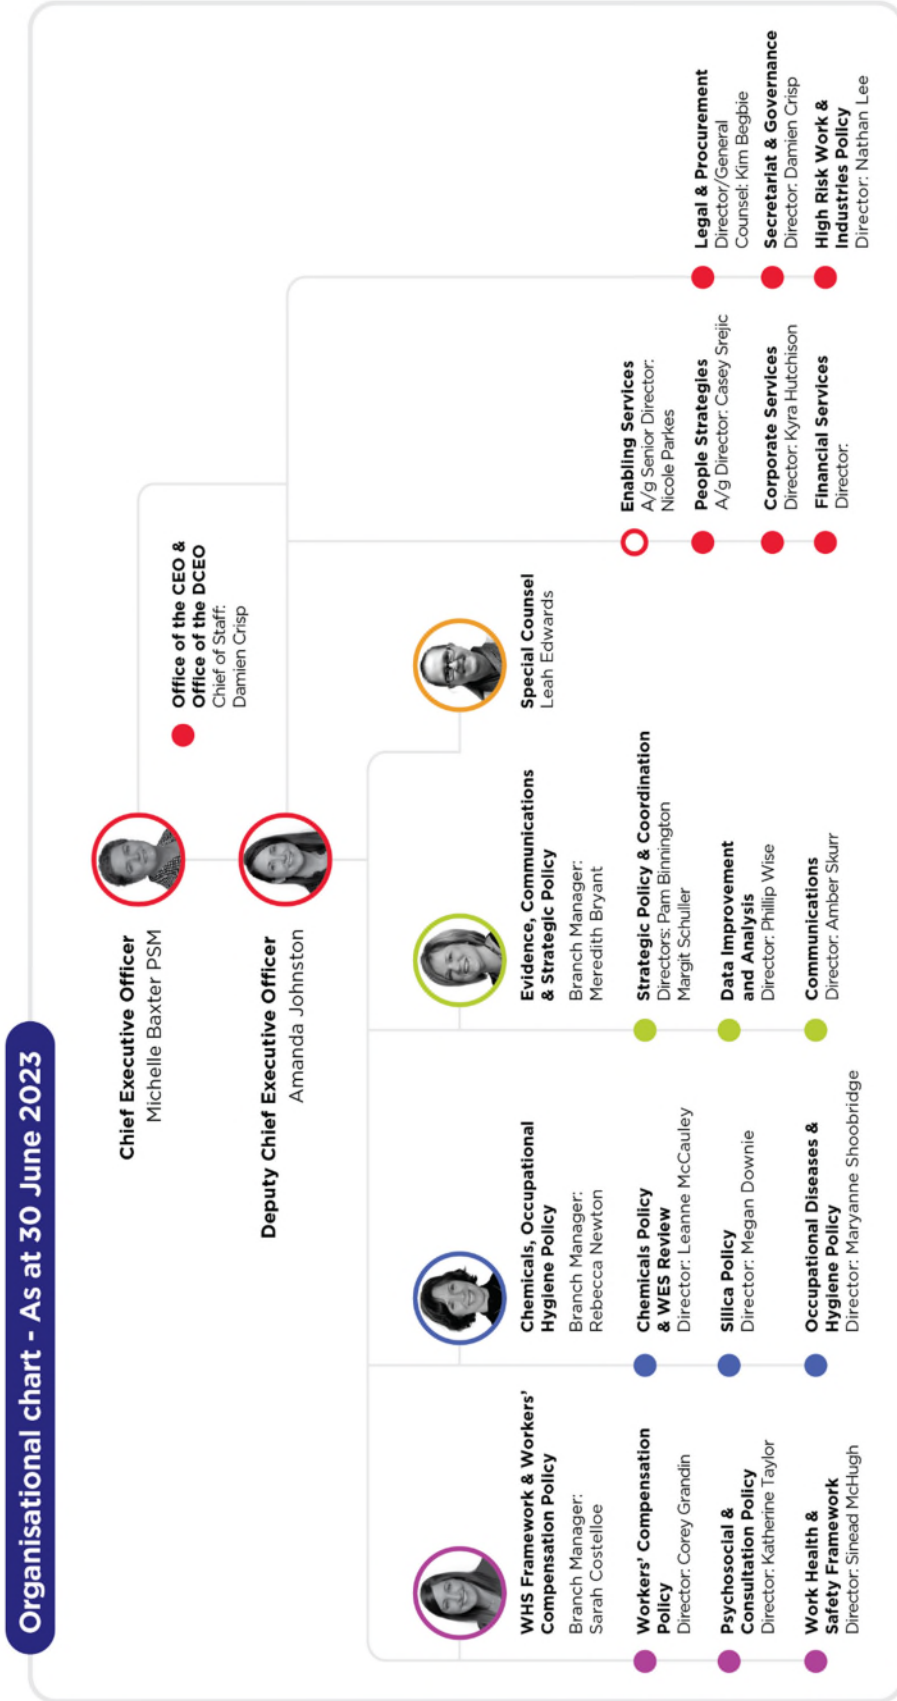 Organisational chart - As at 30 June 2023
Chief Executive Officer
Michelle Baxter PSM
Office of the CEO &
Office of the DCEO
Chief of Staff:
Damien Crisp
Deputy Chief Executive Officer
Amanda Johnston
WHS Framework & Workers'
Compensation Policy
Branch Manager:
Sarah Costelloe
Workers' Compensation
Policy
Director: Corey Grandin
Psychosocial &
Consultation Policy
Director: Katherine Taylor
Work Health &
Safety Framework
Director: Sinead McHugh
Chemicals, Occupational
Hygiene Policy
Branch Manager:
Rebecca Newton
Chemicals Policy
& WES Review
Director: Leanne McCauley
Silica Policy
Director: Megan Downie
Occupational Diseases &
Hygiene Policy
Director: Maryanne Shoobridge
Evidence, Communications
& Strategic Policy
Branch Manager:
Meredith Bryant
Strategic Policy & Coordination
Directors: Pam Binnington
Margit Schuller
Data Improvement
and Analysis
Director: Phillip Wise
Communications
Director: Amber Skurr
Special Counsel
Leah Edwards
Enabling Services
A/g Senior Director:
Nicole Parkes
People Strategies
A/g Director: Casey Srejic
Corporate Services
Director: Kyra Hutchison
Financial Services
Director:
Legal & Procurement
Director/General
Counsel: Kim Begbie
Secretariat & Governance
Director: Damien Crisp
High Risk Work &
Industries Policy
Director: Nathan Lee